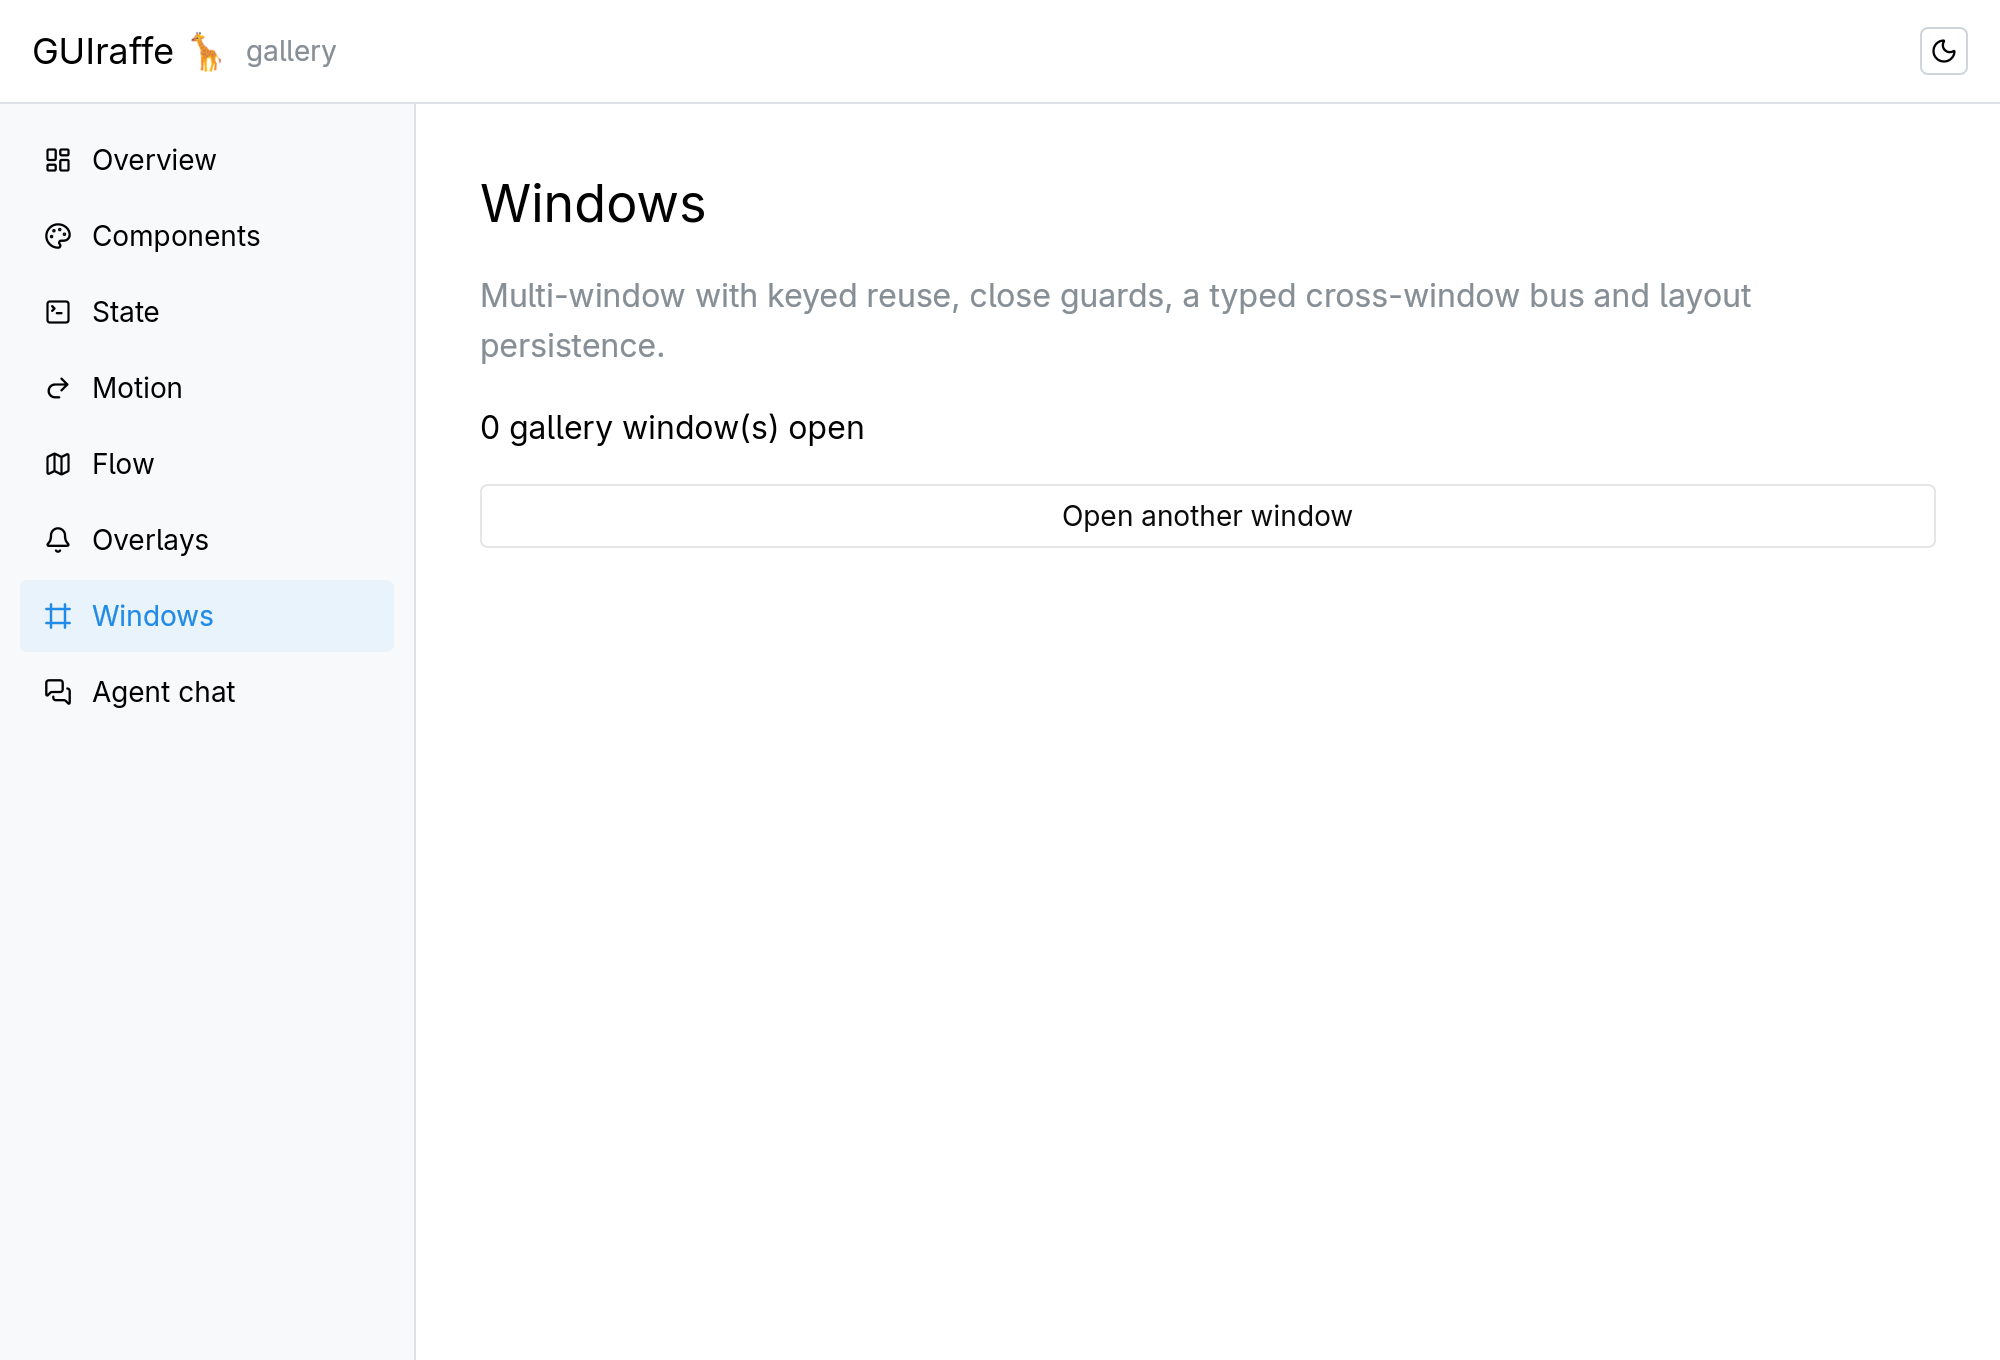 GUIraffe 🦒 gallery
Overview
Components
State
Motion
Flow
Overlays
Windows
Agent chat
Windows
Multi-window with keyed reuse, close guards, a typed cross-window bus and layout
persistence.
0 gallery window(s) open
Open another window